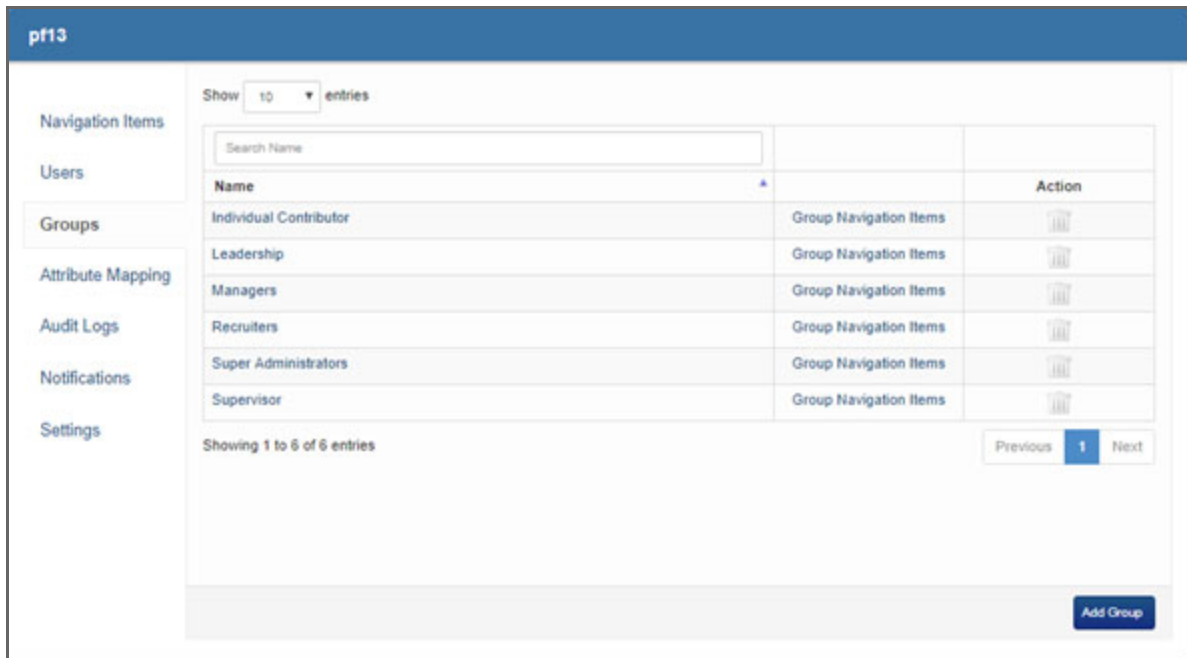 pf13
Navigation Items
Users
Groups
Attribute Mapping
Audit Logs
Notifications
Settings
Show 10 entries
Search Name
Name Action
Individual Contributor Group Navigation Items
Leadership Group Navigation Items
Managers Group Navigation Items
Recruiters Group Navigation Items
Super Administrators Group Navigation Items
Supervisor Group Navigation Items
Showing 1 to 6 of 6 entries Previous 1 Next
Add Group